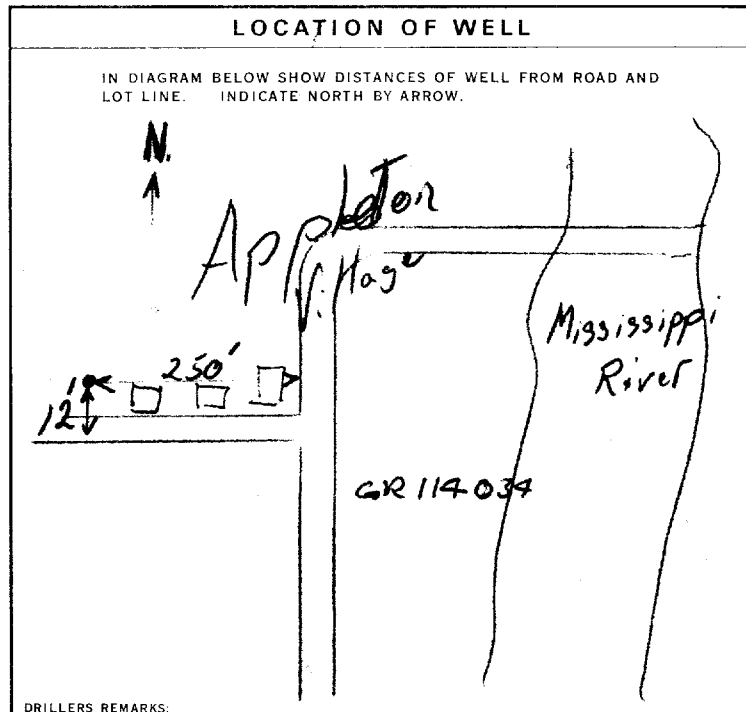 LOCATION OF WELL
IN DIAGRAM BELOW SHOW DISTANCES OF WELL FROM ROAD AND
LOT LINE. INDICATE NORTH BY ARROW.
N.
Appleton
Village
Mississippi
River
250'
12'
GR 114034
DRILLERS REMARKS: